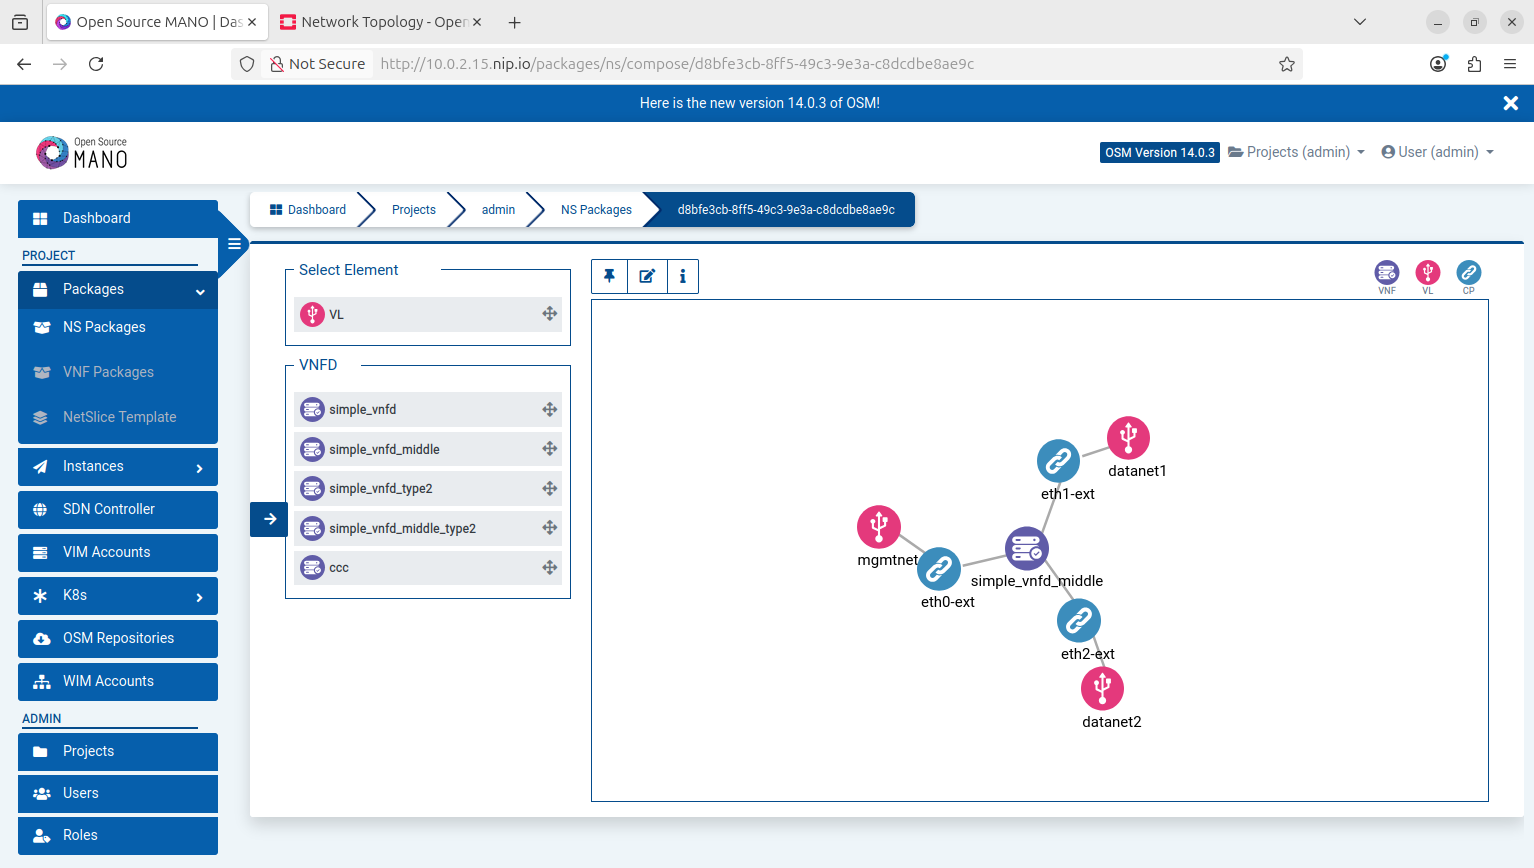 Open Source MANO | Das
Network Topology - Open
Not Secure
http://10.0.2.15.nip.io/packages/ns/compose/d8bfe3cb-8ff5-49c3-9e3a-c8dcdbe8ae9c
Here is the new version 14.0.3 of OSM!
Open Source
MANO
OSM Version 14.0.3
Projects (admin)
User (admin)
Dashboard
PROJECT
Packages
NS Packages
VNF Packages
NetSlice Template
Instances
SDN Controller
VIM Accounts
K8s
OSM Repositories
WIM Accounts
ADMIN
Projects
Users
Roles
Dashboard
Projects
admin
NS Packages
d8bfe3cb-8ff5-49c3-9e3a-c8dcdbe8ae9c
Select Element
VL
VNFD
simple_vnfd
simple_vnfd_middle
simple_vnfd_type2
simple_vnfd_middle_type2
ccc
VNF
VL
CP
datanet1
eth1-ext
mgmtnet
simple_vnfd_middle
eth0-ext
eth2-ext
datanet2